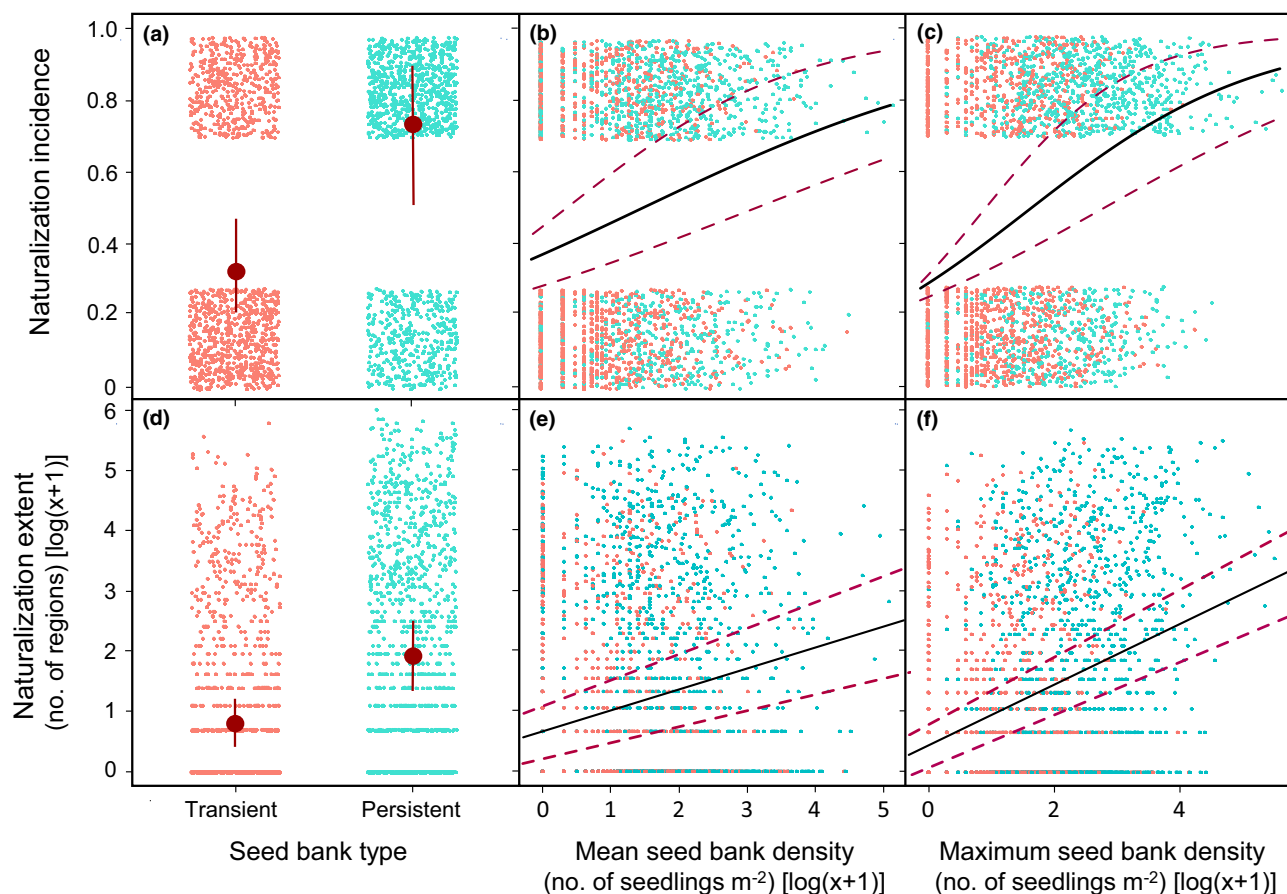 (a)
(b)
(c)
Naturalization incidence
1.0
0.8
0.6
0.4
0.2
0
(d)
(e)
(f)
Naturalization extent
(no. of regions) [log(x+1)]
6
5
4
3
2
1
0
Transient Persistent
0 1 2 3 4 5
0 2 4
Seed bank type
Mean seed bank density
(no. of seedlings m-2) [log(x+1)]
Maximum seed bank density
(no. of seedlings m-2) [log(x+1)]